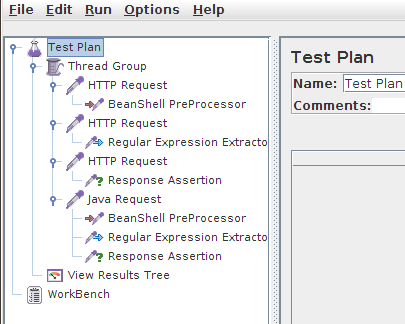 File Edit Run Options Help
Test Plan
Thread Group
HTTP Request
BeanShell PreProcessor
HTTP Request
Regular Expression Extracto
HTTP Request
Response Assertion
Java Request
BeanShell PreProcessor
Regular Expression Extracto
Response Assertion
View Results Tree
WorkBench
Test Plan
Name: Test Plan
Comments: